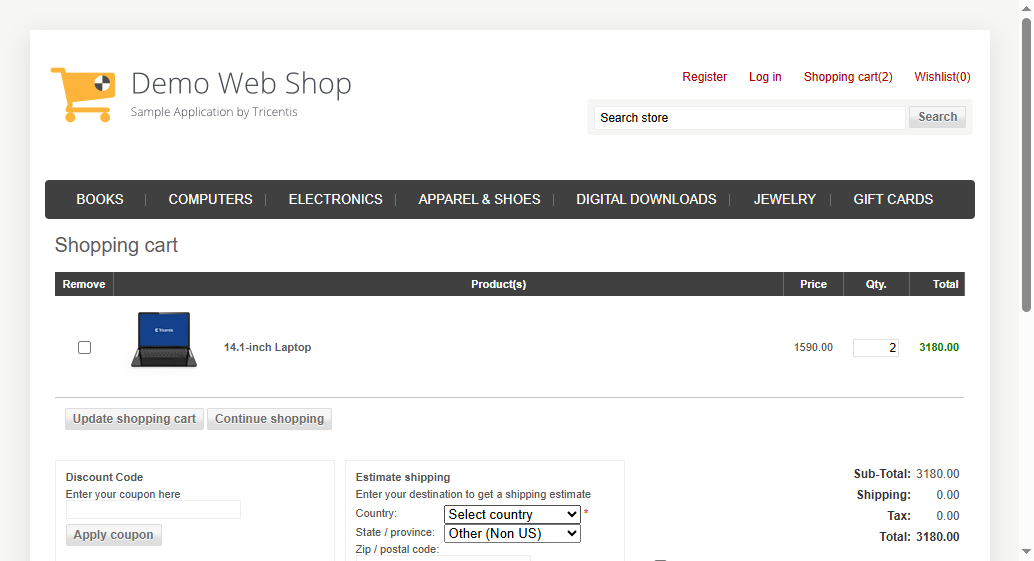 Demo Web Shop
Sample Application by Tricentis
Register Log in Shopping cart(2) Wishlist(0)
Search store Search
BOOKS COMPUTERS ELECTRONICS APPAREL & SHOES DIGITAL DOWNLOADS JEWELRY GIFT CARDS
Shopping cart
Remove Product(s) Price Qty. Total
Tricentis
14.1-inch Laptop 1590.00 2 3180.00
Update shopping cart Continue shopping
Discount Code
Enter your coupon here
Apply coupon
Estimate shipping
Enter your destination to get a shipping estimate
Country: Select country *
State / province: Other (Non US)
Zip / postal code:
Sub-Total: 3180.00
Shipping: 0.00
Tax: 0.00
Total: 3180.00